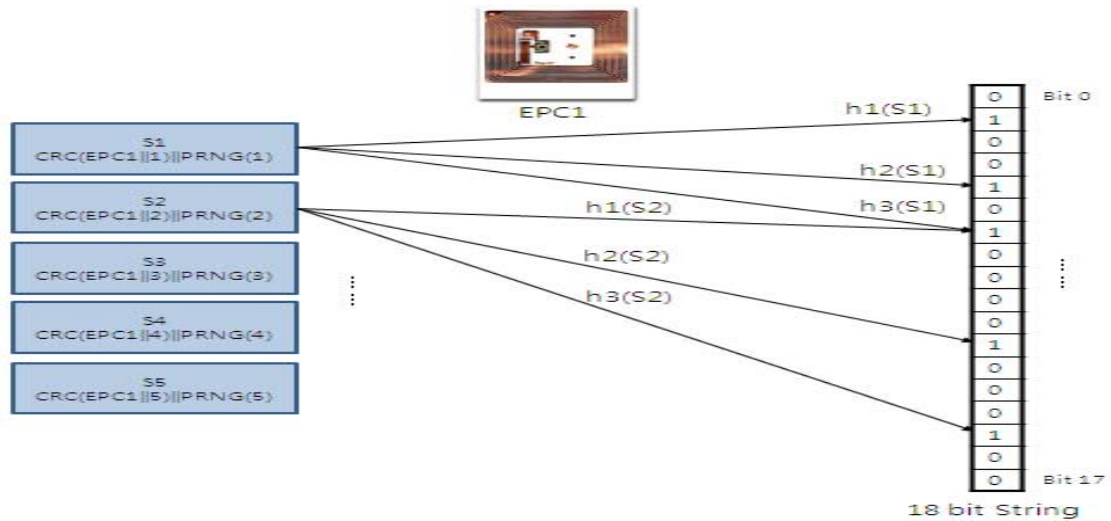 EPC1
S1
CRC(EPC1||1)||PRNG(1)
S2
CRC(EPC1||2)||PRNG(2)
S3
CRC(EPC1||3)||PRNG(3)
S4
CRC(EPC1||4)||PRNG(4)
S5
CRC(EPC1||5)||PRNG(5)
h1(S1)
h2(S1)
h3(S1)
h1(S2)
h2(S2)
h3(S2)
0 Bit 0
1
0
0
1
0
1
0
0
0
0
1
0
0
0
1
0
0 Bit 17
18 bit String